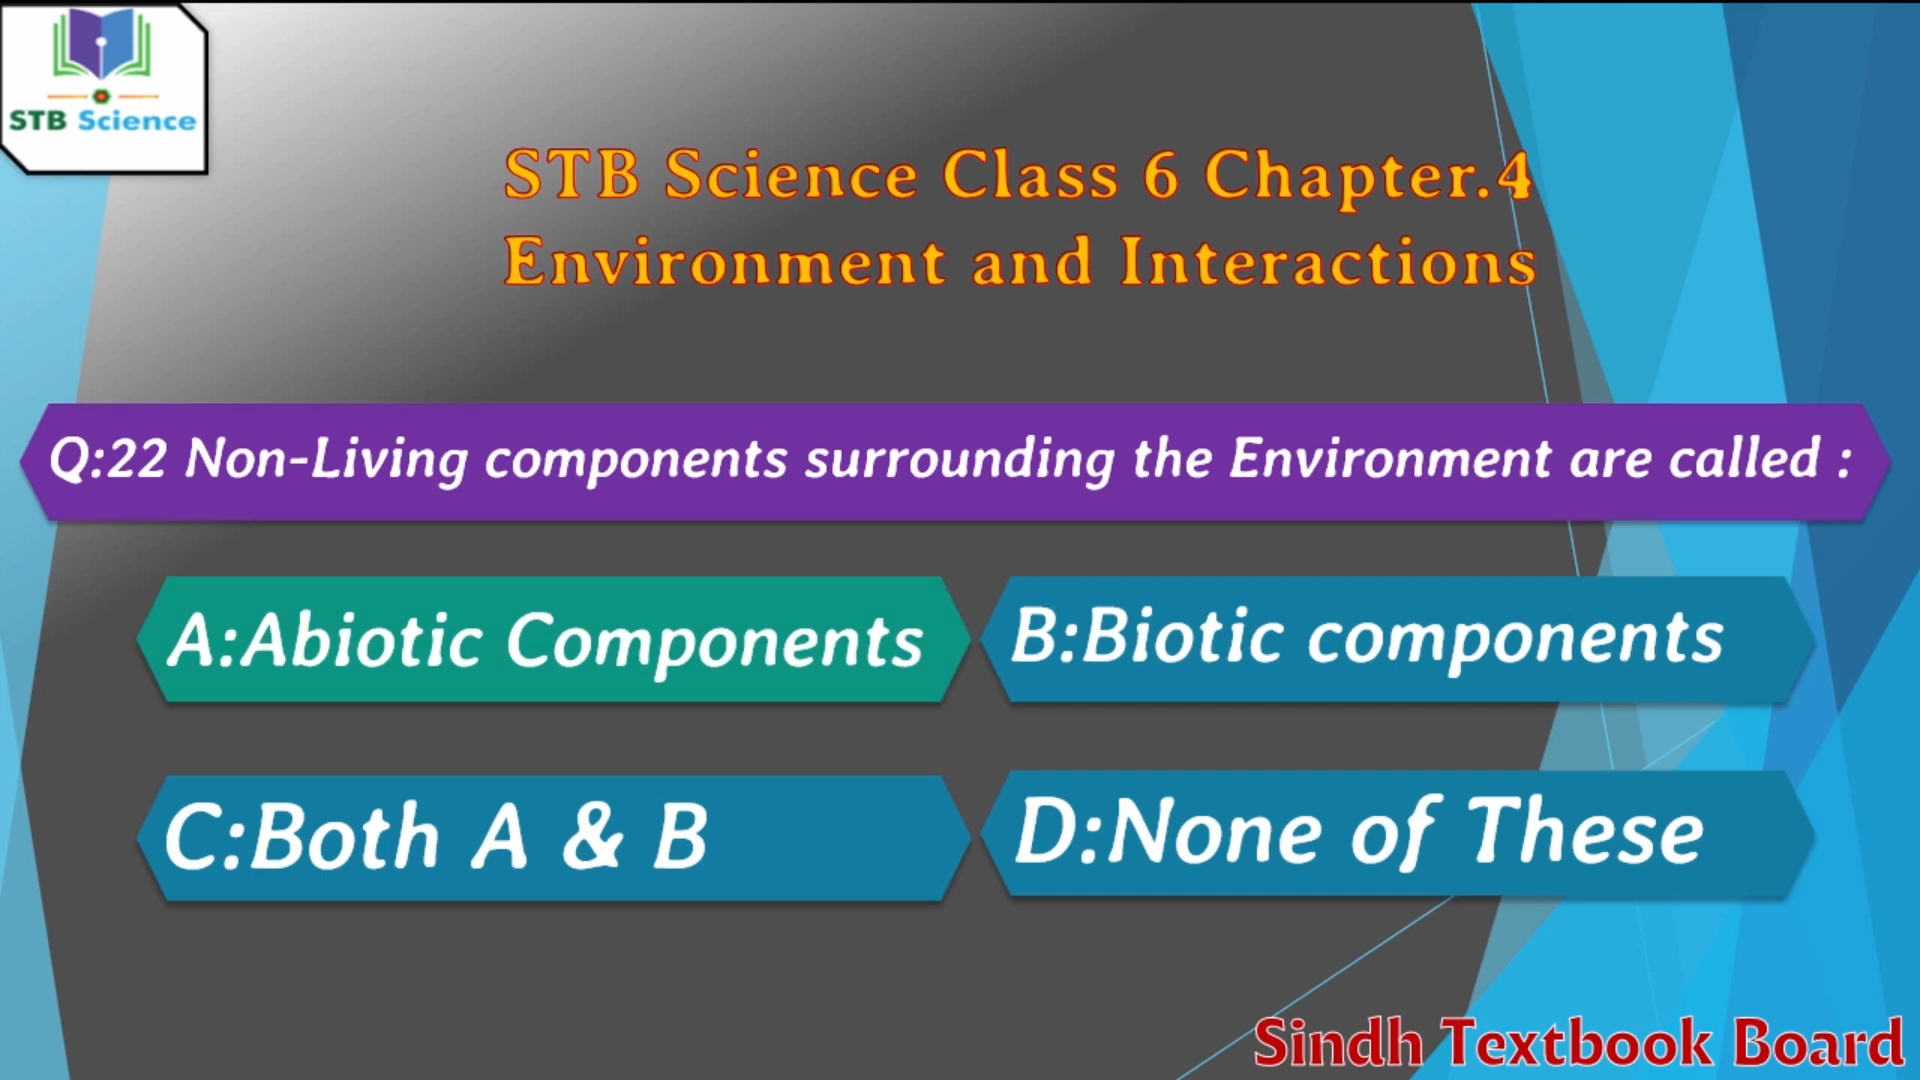 STB Science
STB Science Class 6 Chapter.4
Environment and Interactions
Q:22 Non-Living components surrounding the Environment are called :
A:Abiotic Components
B:Biotic components
C:Both A & B
D:None of These
Sindh Textbook Board